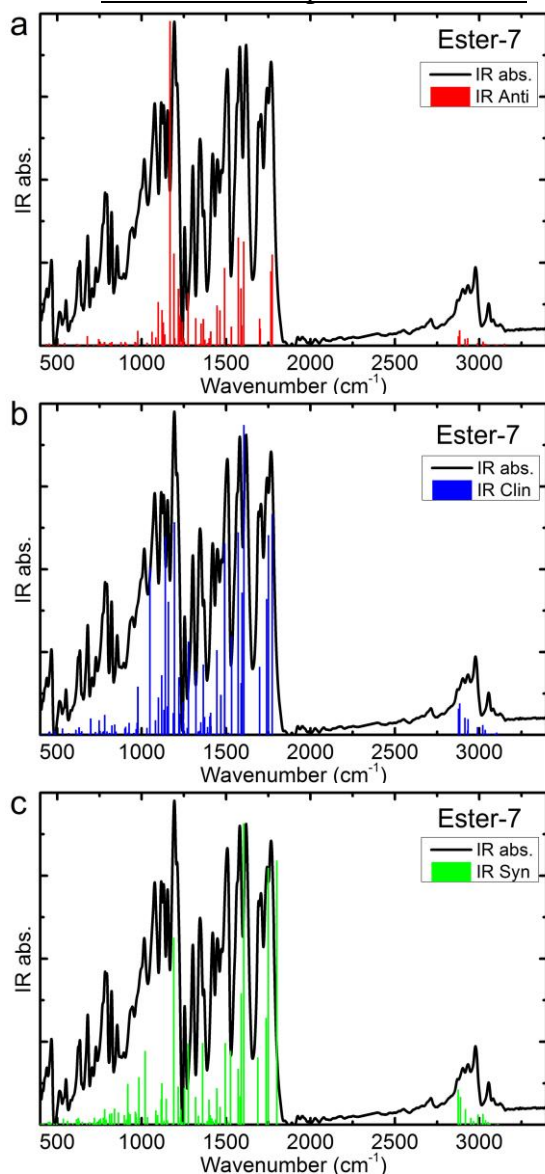 a
Ester-7
IR abs.
IR Anti
IR abs.
500 1000 1500 2000 2500 3000
Wavenumber (cm-1)
b
Ester-7
IR abs.
IR Clin
IR abs.
500 1000 1500 2000 2500 3000
Wavenumber (cm-1)
c
Ester-7
IR abs.
IR Syn
IR abs.
500 1000 1500 2000 2500 3000
Wavenumber (cm-1)